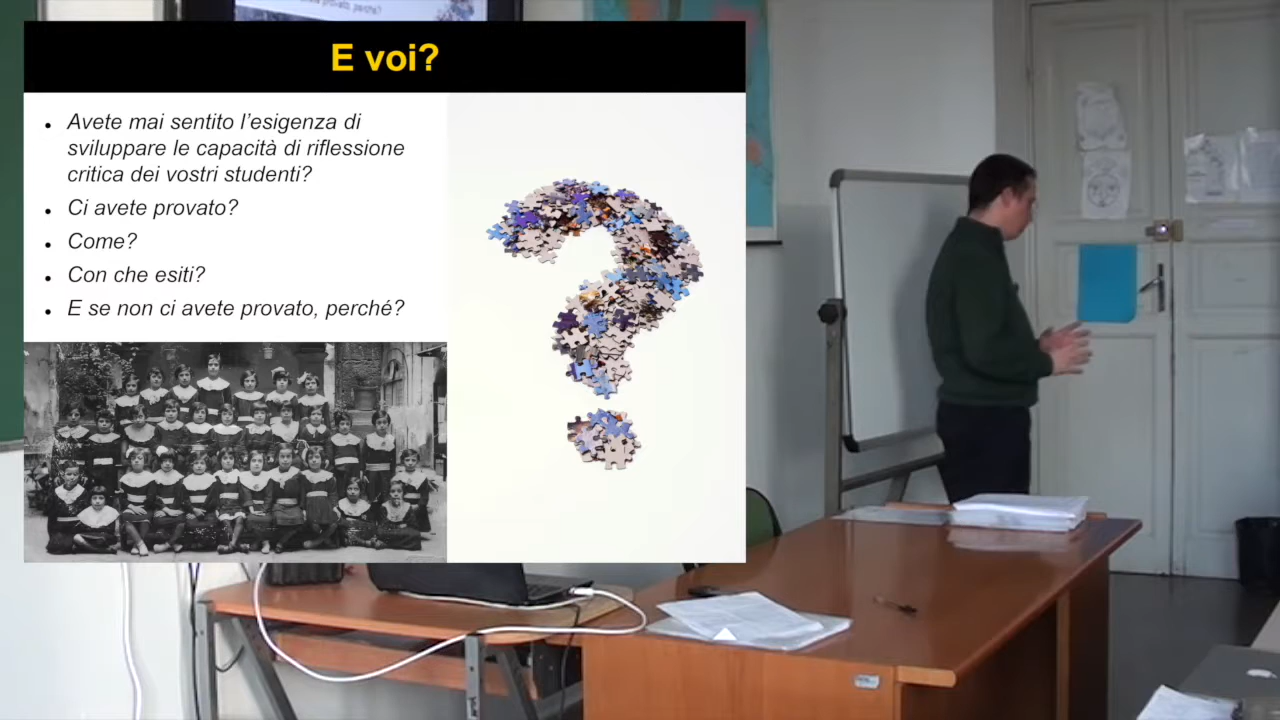 E voi?
Avete mai sentito l'esigenza di
sviluppare le capacità di riflessione
critica dei vostri studenti?
Ci avete provato?
Come?
Con che esiti?
E se non ci avete provato, perché?